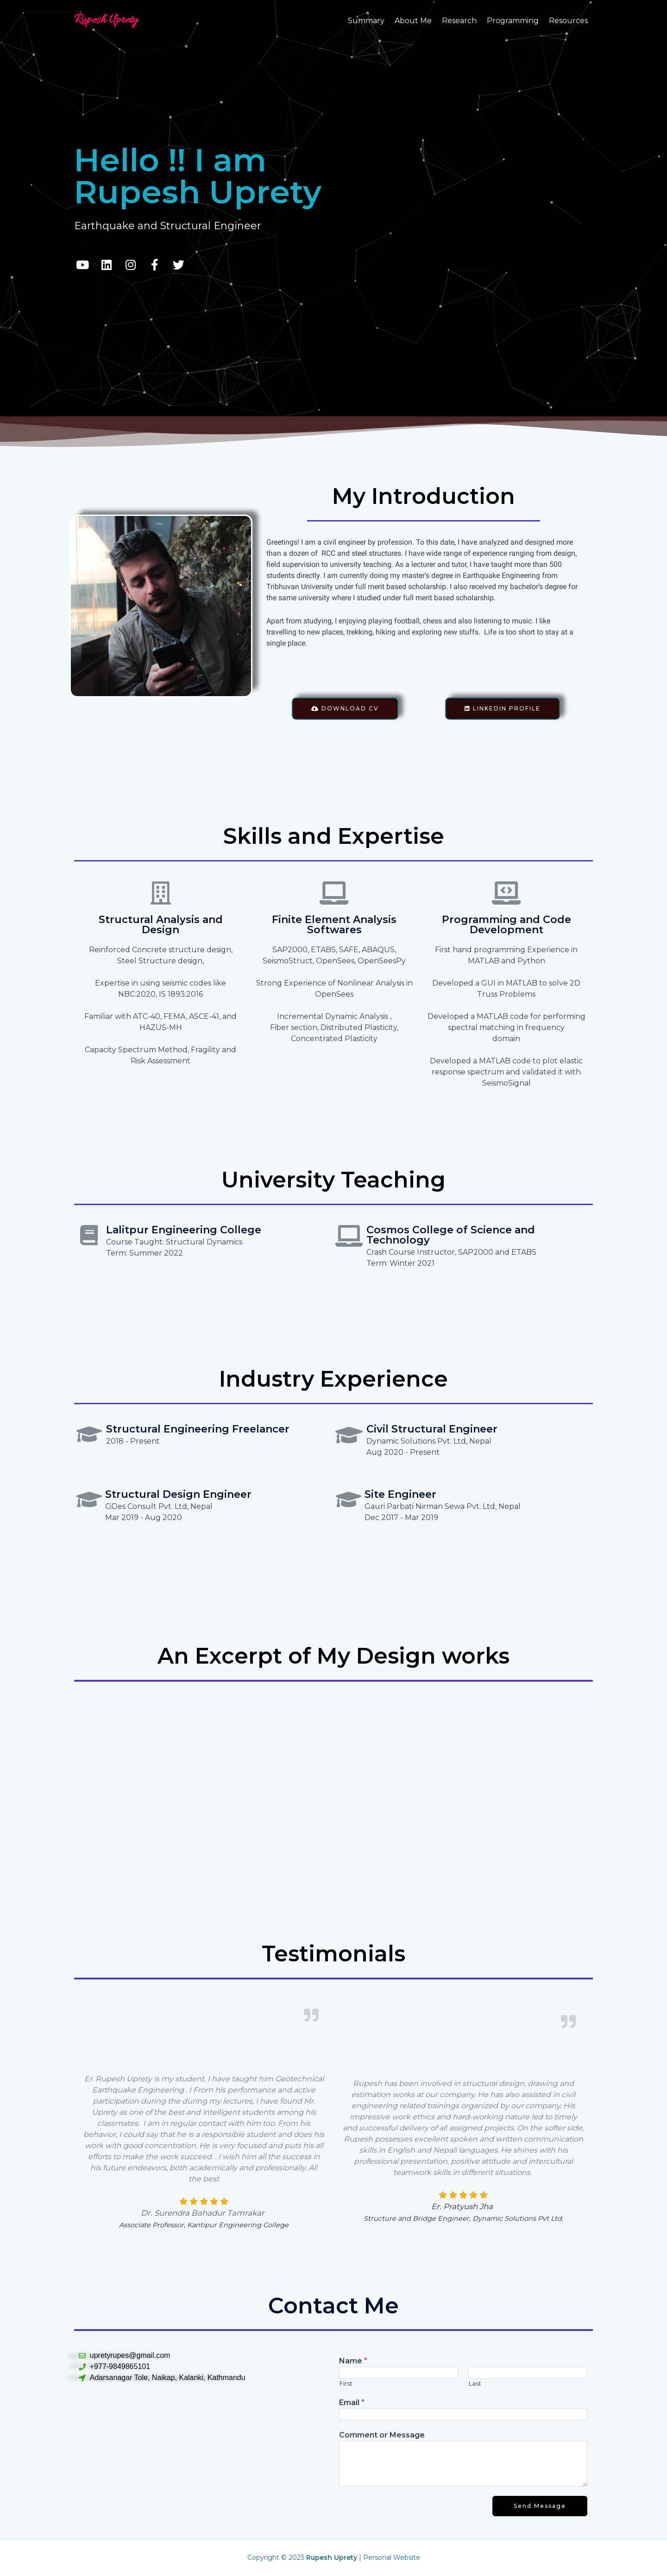 Rupesh Uprety
Summary About Me Research Programming Resources
Hello !! I am
Rupesh Uprety
Earthquake and Structural Engineer
My Introduction
Greetings! I am a civil engineer by profession. To this date, I have analyzed and designed more
than a dozen of RCC and steel structures. I have wide range of experience ranging from design,
field supervision to university teaching. As a lecturer and tutor, I have taught more than 500
students directly. I am currently doing my master's degree in Earthquake Engineering from
Tribhuvan University under full merit based scholarship. I also received my bachelor's degree for
the same university where I studied under full merit based scholarship.
Apart from studying, I enjoying playing football, chess and also listening to music. I like
travelling to new places, trekking, hiking and exploring new stuffs. Life is too short to stay at a
single place.
DOWNLOAD CV
LINKEDIN PROFILE
Skills and Expertise
Structural Analysis and
Design
Reinforced Concrete structure design,
Steel Structure design,
Expertise in using seismic codes like
NBC:2020, IS 1893:2016
Familiar with ATC-40, FEMA, ASCE-41, and
HAZUS-MH
Capacity Spectrum Method, Fragility and
Risk Assessment
Finite Element Analysis
Softwares
SAP2000, ETABS, SAFE, ABAQUS,
SeismoStruct, OpenSees, OpenSeesPy
Strong Experience of Nonlinear Analysis in
OpenSees
Incremental Dynamic Analysis ,
Fiber section, Distributed Plasticity,
Concentrated Plasticity
Programming and Code
Development
First hand programming Experience in
MATLAB and Python
Developed a GUI in MATLAB to solve 2D
Truss Problems
Developed a MATLAB code for performing
spectral matching in frequency
domain
Developed a MATLAB code to plot elastic
response spectrum and validated it with
SeismoSignal
University Teaching
Lalitpur Engineering College
Course Taught: Structural Dynamics
Term: Summer 2022
Cosmos College of Science and
Technology
Crash Course Instructor, SAP2000 and ETABS
Term: Winter 2021
Industry Experience
Structural Engineering Freelancer
2018 - Present
Civil Structural Engineer
Dynamic Solutions Pvt. Ltd, Nepal
Aug 2020 - Present
Structural Design Engineer
CiDes Consult Pvt. Ltd, Nepal
Mar 2019 - Aug 2020
Site Engineer
Gauri Parbati Nirman Sewa Pvt. Ltd, Nepal
Dec 2017 - Mar 2019
An Excerpt of My Design works
Testimonials
Er. Rupesh Uprety is my student. I have taught him Geotechnical
Earthquake Engineering . I From his performance and active
participation during the during my lectures, I have found Mr.
Uprety as one of the best and intelligent students among his
classmates. I am in regular contact with him too. From his
behavior, I could say that he is a responsible student and does his
work with good concentration. He is very focused and puts his all
efforts to make the work succeed. . I wish him all the success in
his future endeavors, both academically and professionally. All
the best
Dr. Surendra Bahadur Tamrakar
Associate Professor, Kantipur Engineering College
Rupesh has been involved in structural design, drawing and
estimation works at our company. He has also assisted in civil
engineering related trainings organized by our company. His
impressive work ethics and hard-working nature led to timely
and successful delivery of all assigned projects. On the softer side,
Rupesh possesses excellent spoken and written communication
skills in English and Nepali languages. He shines with his
professional presentation, positive attitude and intercultural
teamwork skills in different situations.
Er. Pratyush Jha
Structure and Bridge Engineer, Dynamic Solutions Pvt Ltd.
Contact Me
upretyrupes@gmail.com
+977-9849865101
Adarsanagar Tole, Naikap, Kalanki, Kathmandu
Name *
First Last
Email *
Comment or Message
Send Message
Copyright © 2023 Rupesh Uprety | Personal Website